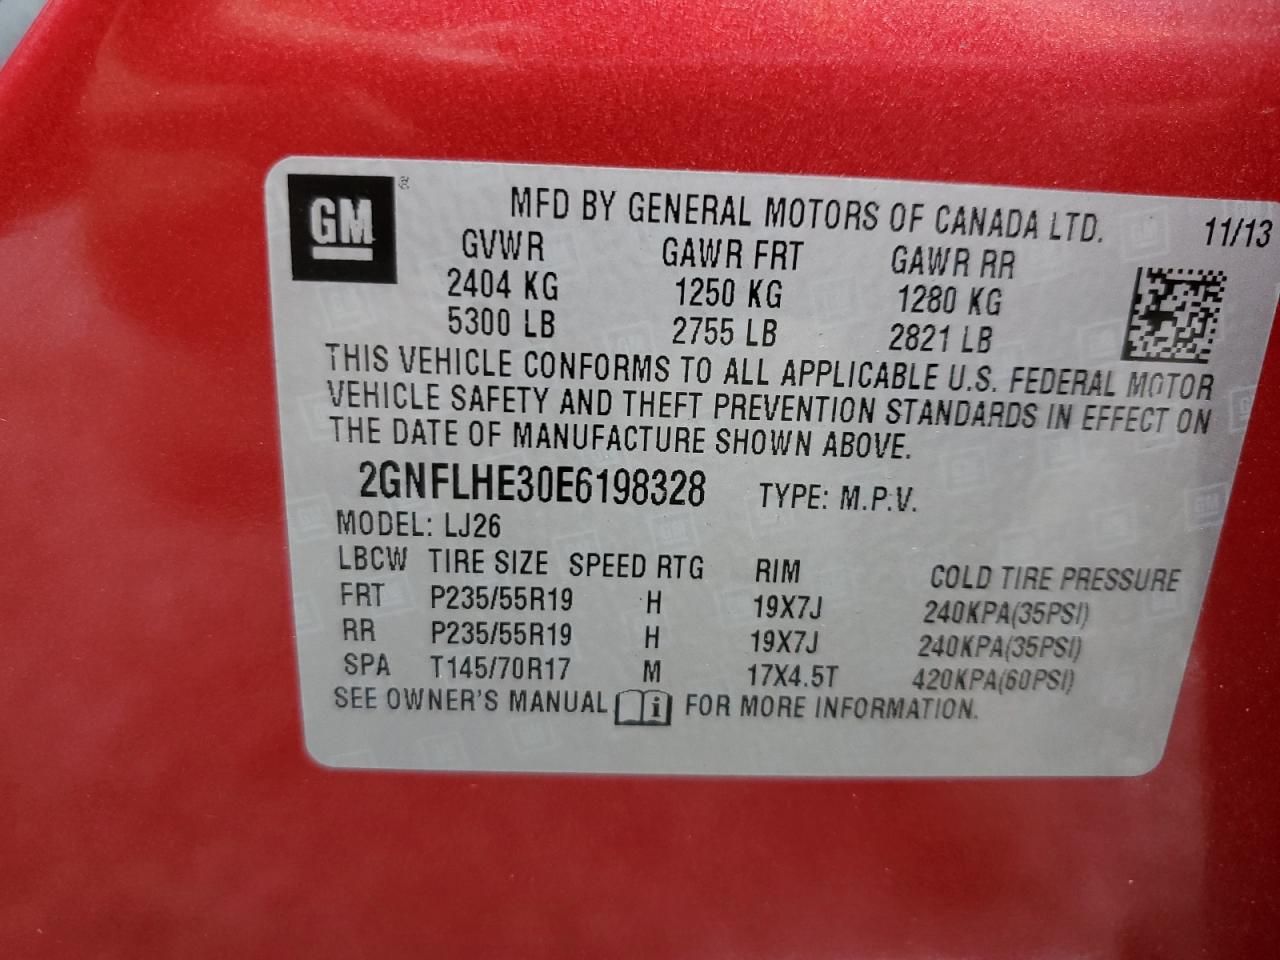 GM ®
MFD BY GENERAL MOTORS OF CANADA LTD. 11/13
GVWR GAWR FRT GAWR RR
2404 KG 1250 KG 1280 KG
5300 LB 2755 LB 2821 LB
THIS VEHICLE CONFORMS TO ALL APPLICABLE U.S. FEDERAL MOTOR
VEHICLE SAFETY AND THEFT PREVENTION STANDARDS IN EFFECT ON
THE DATE OF MANUFACTURE SHOWN ABOVE.
2GNFLHE30E6198328 TYPE: M.P.V.
MODEL: LJ26
LBCW TIRE SIZE SPEED RTG RIM COLD TIRE PRESSURE
FRT P235/55R19 H 19X7J 240KPA(35PSI)
RR P235/55R19 H 19X7J 240KPA(35PSI)
SPA T145/70R17 M 17X4.5T 420KPA(60PSI)
SEE OWNER'S MANUAL i FOR MORE INFORMATION.